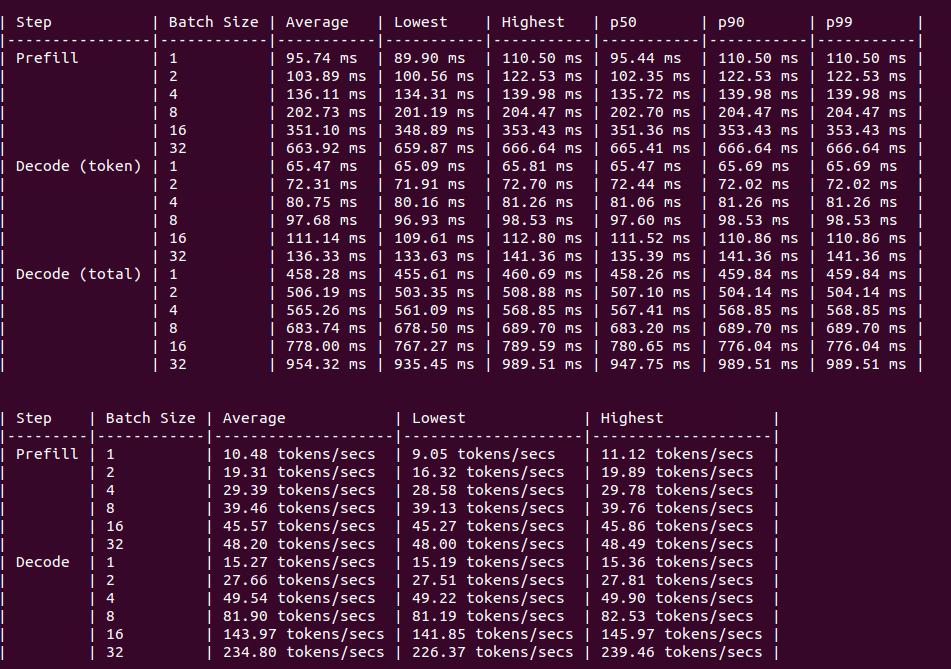 | Step           | Batch Size | Average   | Lowest    | Highest   | p50       | p90       | p99       |
|----------------|------------|-----------|-----------|-----------|-----------|-----------|-----------|
| Prefill        | 1          | 95.74 ms  | 89.90 ms  | 110.50 ms | 95.44 ms  | 110.50 ms | 110.50 ms |
|                | 2          | 103.89 ms | 100.56 ms | 122.53 ms | 102.35 ms | 122.53 ms | 122.53 ms |
|                | 4          | 136.11 ms | 134.31 ms | 139.98 ms | 135.72 ms | 139.98 ms | 139.98 ms |
|                | 8          | 202.73 ms | 201.19 ms | 204.47 ms | 202.70 ms | 204.47 ms | 204.47 ms |
|                | 16         | 351.10 ms | 348.89 ms | 353.43 ms | 351.36 ms | 353.43 ms | 353.43 ms |
|                | 32         | 663.92 ms | 659.87 ms | 666.64 ms | 665.41 ms | 666.64 ms | 666.64 ms |
| Decode (token) | 1          | 65.47 ms  | 65.09 ms  | 65.81 ms  | 65.47 ms  | 65.69 ms  | 65.69 ms  |
|                | 2          | 72.31 ms  | 71.91 ms  | 72.70 ms  | 72.44 ms  | 72.02 ms  | 72.02 ms  |
|                | 4          | 80.75 ms  | 80.16 ms  | 81.26 ms  | 81.06 ms  | 81.26 ms  | 81.26 ms  |
|                | 8          | 97.68 ms  | 96.93 ms  | 98.53 ms  | 97.60 ms  | 98.53 ms  | 98.53 ms  |
|                | 16         | 111.14 ms | 109.61 ms | 112.80 ms | 111.52 ms | 110.86 ms | 110.86 ms |
|                | 32         | 136.33 ms | 133.63 ms | 141.36 ms | 135.39 ms | 141.36 ms | 141.36 ms |
| Decode (total) | 1          | 458.28 ms | 455.61 ms | 460.69 ms | 458.26 ms | 459.84 ms | 459.84 ms |
|                | 2          | 506.19 ms | 503.35 ms | 508.88 ms | 507.10 ms | 504.14 ms | 504.14 ms |
|                | 4          | 565.26 ms | 561.09 ms | 568.85 ms | 567.41 ms | 568.85 ms | 568.85 ms |
|                | 8          | 683.74 ms | 678.50 ms | 689.70 ms | 683.20 ms | 689.70 ms | 689.70 ms |
|                | 16         | 778.00 ms | 767.27 ms | 789.59 ms | 780.65 ms | 776.04 ms | 776.04 ms |
|                | 32         | 954.32 ms | 935.45 ms | 989.51 ms | 947.75 ms | 989.51 ms | 989.51 ms |

| Step    | Batch Size | Average            | Lowest             | Highest            |
|---------|------------|--------------------|--------------------|--------------------|
| Prefill | 1          | 10.48 tokens/secs  | 9.05 tokens/secs   | 11.12 tokens/secs  |
|         | 2          | 19.31 tokens/secs  | 16.32 tokens/secs  | 19.89 tokens/secs  |
|         | 4          | 29.39 tokens/secs  | 28.58 tokens/secs  | 29.78 tokens/secs  |
|         | 8          | 39.46 tokens/secs  | 39.13 tokens/secs  | 39.76 tokens/secs  |
|         | 16         | 45.57 tokens/secs  | 45.27 tokens/secs  | 45.86 tokens/secs  |
|         | 32         | 48.20 tokens/secs  | 48.00 tokens/secs  | 48.49 tokens/secs  |
| Decode  | 1          | 15.27 tokens/secs  | 15.19 tokens/secs  | 15.36 tokens/secs  |
|         | 2          | 27.66 tokens/secs  | 27.51 tokens/secs  | 27.81 tokens/secs  |
|         | 4          | 49.54 tokens/secs  | 49.22 tokens/secs  | 49.90 tokens/secs  |
|         | 8          | 81.90 tokens/secs  | 81.19 tokens/secs  | 82.53 tokens/secs  |
|         | 16         | 143.97 tokens/secs | 141.85 tokens/secs | 145.97 tokens/secs |
|         | 32         | 234.80 tokens/secs | 226.37 tokens/secs | 239.46 tokens/secs |